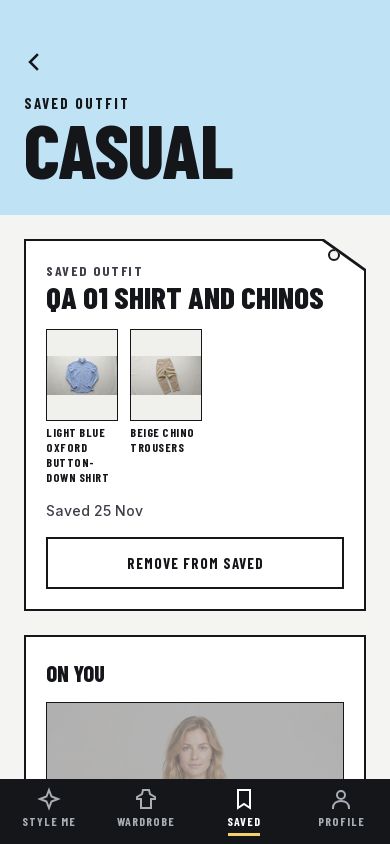 SAVED OUTFIT
CASUAL
SAVED OUTFIT
QA 01 SHIRT AND CHINOS
LIGHT BLUE
OXFORD
BUTTON-
DOWN SHIRT
BEIGE CHINO
TROUSERS
Saved 25 Nov
REMOVE FROM SAVED
ON YOU
STYLE ME
WARDROBE
SAVED
PROFILE